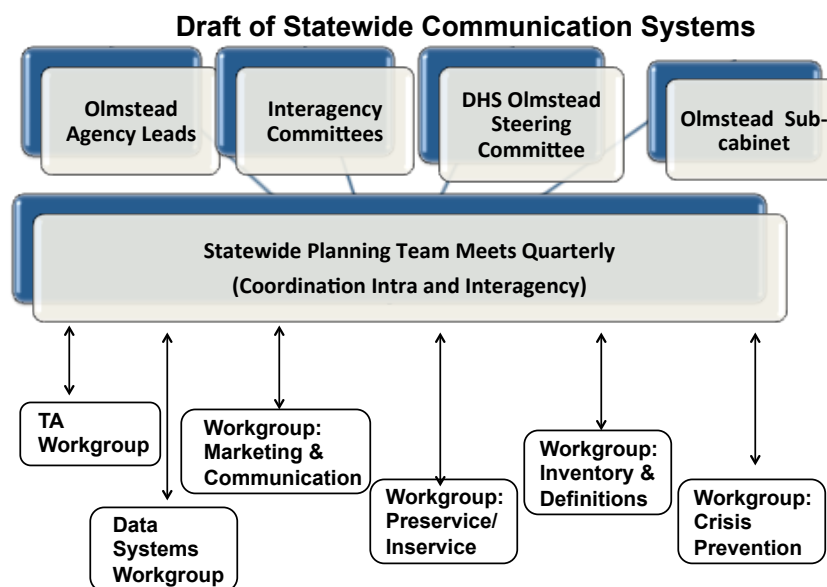 Draft of Statewide Communication Systems
Olmstead
Agency Leads
Interagency
Committees
DHS Olmstead
Steering
Committee
Olmstead Sub-
cabinet
Statewide Planning Team Meets Quarterly
(Coordination Intra and Interagency)
TA
Workgroup
Data
Systems
Workgroup
Workgroup:
Marketing &
Communication
Workgroup:
Preservice/
Inservice
Workgroup:
Inventory &
Definitions
Workgroup:
Crisis
Prevention